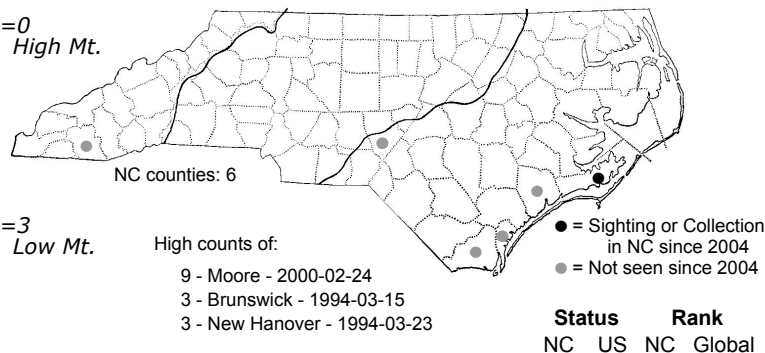 =0
High Mt.
NC counties: 6
=3
Low Mt.
High counts of:
9 - Moore - 2000-02-24
3 - Brunswick - 1994-03-15
3 - New Hanover - 1994-03-23
● = Sighting or Collection
in NC since 2004
● = Not seen since 2004
Status Rank
NC US NC Global